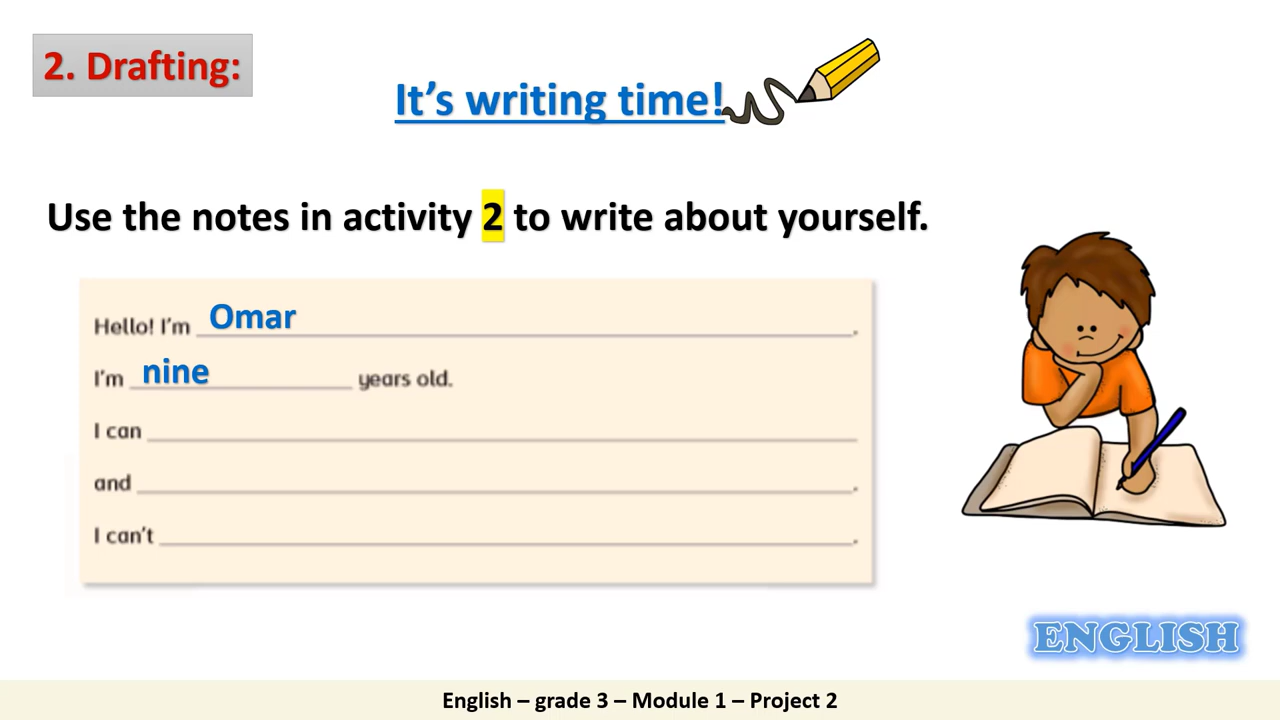 2. Drafting:
It's writing time!
Use the notes in activity 2 to write about yourself.
Hello! I'm Omar.
I'm nine years old.
I can
and .
I can't .
ENGLISH
English – grade 3 – Module 1 – Project 2